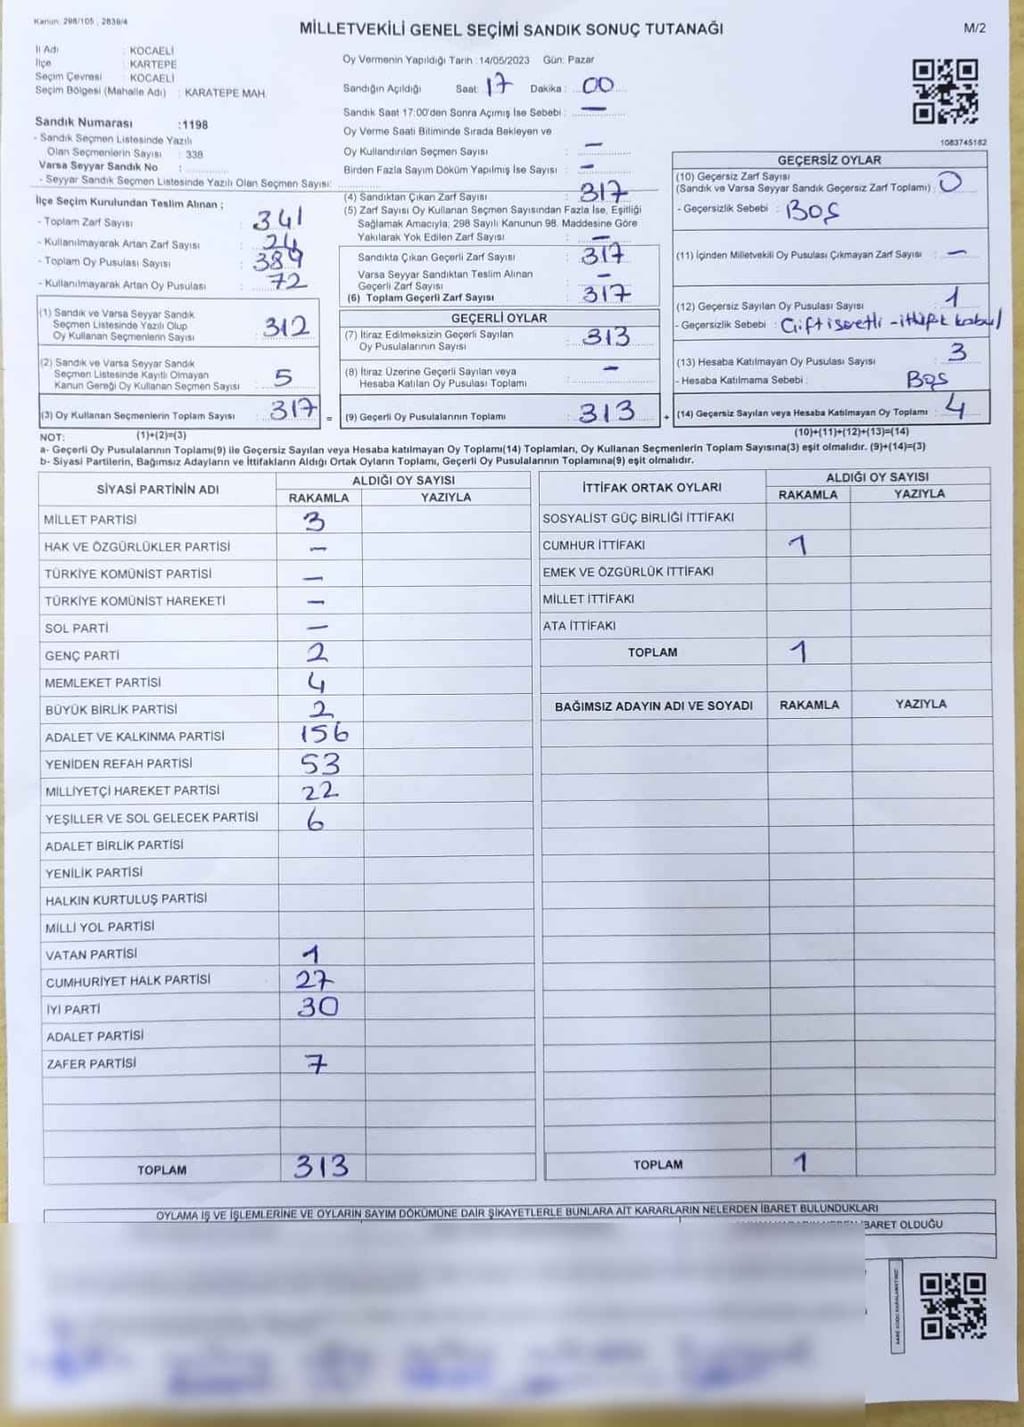 Kanun: 298/105 , 2839/4
MİLLETVEKİLİ GENEL SEÇİMİ SANDIK SONUÇ TUTANAĞI
M/2
İl Adı : KOCAELİ
İlçe : KARTEPE
Seçim Çevresi : KOCAELİ
Seçim Bölgesi (Mahalle Adı) : KARATEPE MAH.
Sandık Numarası :1198
- Sandık Seçmen Listesinde Yazılı
Olan Seçmenlerin Sayısı : 338
Varsa Seyyar Sandık No :
- Seyyar Sandık Seçmen Listesinde Yazılı Olan Seçmen Sayısı:
Oy Vermenin Yapıldığı Tarih :14/05/2023 Gün: Pazar
Sandığın Açıldığı Saat: 17 Dakika: 00
Sandık Saat 17:00'den Sonra Açımış İse Sebebi : —
Oy Verme Saati Bitiminde Sırada Bekleyen ve
Oy Kullandırılan Seçmen Sayısı : —
Birden Fazla Sayım Döküm Yapılmış İse Sayısı : —
1083745182
İlçe Seçim Kurulundan Teslim Alınan ;
- Toplam Zarf Sayısı : 341
- Kullanılmayarak Artan Zarf Sayısı : 24
- Toplam Oy Pusulası Sayısı : 389
- Kullanılmayarak Artan Oy Pusulası : 72
(1) Sandık ve Varsa Seyyar Sandık
Seçmen Listesinde Yazılı Olup
Oy Kullanan Seçmenlerin Sayısı : 312
(2) Sandık ve Varsa Seyyar Sandık
Seçmen Listesinde Kayıtlı Olmayan
Kanun Gereği Oy Kullanan Seçmen Sayısı : 5
(3) Oy Kullanan Seçmenlerin Toplam Sayısı : 317 =
(4) Sandıktan Çıkan Zarf Sayısı : 317
(5) Zarf Sayısı Oy Kullanan Seçmen Sayısından Fazla İse, Eşitliği
Sağlamak Amacıyla, 298 Sayılı Kanunun 98. Maddesine Göre
Yakılarak Yok Edilen Zarf Sayısı : —
Sandıkta Çıkan Geçerli Zarf Sayısı : 317
Varsa Seyyar Sandıktan Teslim Alınan
Geçerli Zarf Sayısı : —
(6) Toplam Geçerli Zarf Sayısı : 317
GEÇERLİ OYLAR
(7) İtiraz Edilmeksizin Geçerli Sayılan
Oy Pusulalarının Sayısı : 313
(8) İtiraz Üzerine Geçerli Sayılan veya
Hesaba Katılan Oy Pusulası Toplamı : —
(9) Geçerli Oy Pusulalarının Toplamı : 313 +
GEÇERSİZ OYLAR
(10) Geçersiz Zarf Sayısı
(Sandık ve Varsa Seyyar Sandık Geçersiz Zarf Toplamı) : 0
- Geçersizlik Sebebi : BOŞ
(11) İçinden Milletvekili Oy Pusulası Çıkmayan Zarf Sayısı : —
(12) Geçersiz Sayılan Oy Pusulası Sayısı : 1
- Geçersizlik Sebebi : Çift işaretli - ittifak kabul
(13) Hesaba Katılmayan Oy Pusulası Sayısı : 3
- Hesaba Katılmama Sebebi : Boş
(14) Geçersiz Sayılan veya Hesaba Katılmayan Oy Toplamı : 4
NOT: (1)+(2)=(3)
(10)+(11)+(12)+(13)=(14)
a- Geçerli Oy Pusulalarının Toplamı(9) ile Geçersiz Sayılan veya Hesaba katılmayan Oy Toplamı(14) Toplamları, Oy Kullanan Seçmenlerin Toplam Sayısına(3) eşit olmalıdır. (9)+(14)=(3)
b- Siyasi Partilerin, Bağımsız Adayların ve İttifakların Aldığı Ortak Oyların Toplamı, Geçerli Oy Pusulalarının Toplamına(9) eşit olmalıdır.
SİYASİ PARTİNİN ADI
ALDIĞI OY SAYISI
RAKAMLA YAZIYLA
MİLLET PARTİSİ 3
HAK VE ÖZGÜRLÜKLER PARTİSİ —
TÜRKİYE KOMÜNİST PARTİSİ —
TÜRKİYE KOMÜNİST HAREKETİ —
SOL PARTİ —
GENÇ PARTİ 2
MEMLEKET PARTİSİ 4
BÜYÜK BİRLİK PARTİSİ 2
ADALET VE KALKINMA PARTİSİ 156
YENİDEN REFAH PARTİSİ 53
MİLLİYETÇİ HAREKET PARTİSİ 22
YEŞİLLER VE SOL GELECEK PARTİSİ 6
ADALET BİRLİK PARTİSİ
YENİLİK PARTİSİ
HALKIN KURTULUŞ PARTİSİ
MİLLİ YOL PARTİSİ
VATAN PARTİSİ 1
CUMHURİYET HALK PARTİSİ 27
İYİ PARTİ 30
ADALET PARTİSİ
ZAFER PARTİSİ 7
TOPLAM 313
İTTİFAK ORTAK OYLARI
ALDIĞI OY SAYISI
RAKAMLA YAZIYLA
SOSYALİST GÜÇ BİRLİĞİ İTTİFAKI
CUMHUR İTTİFAKI 1
EMEK VE ÖZGÜRLÜK İTTİFAKI
MİLLET İTTİFAKI
ATA İTTİFAKI
TOPLAM 1
BAĞIMSIZ ADAYIN ADI VE SOYADI RAKAMLA YAZIYLA
TOPLAM 1
OYLAMA İŞ VE İŞLEMLERİNE VE OYLARIN SAYIM DÖKÜMÜNE DAİR ŞİKAYETLERLE BUNLARA AİT KARARLARIN NELERDEN İBARET BULUNDUKLARI
İBARET OLDUĞU